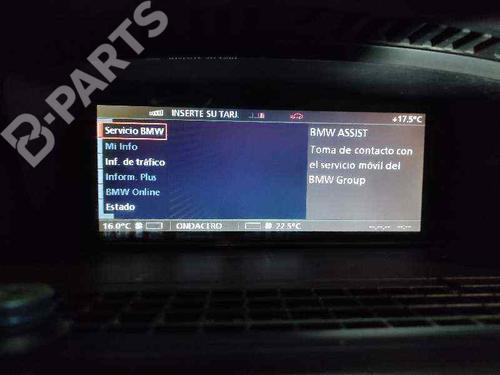 B-PARTS
INSERTE SU TARJ.
+17.5°C
Servicio BMW
Mi Info
Inf. de tráfico
Inform. Plus
BMW Online
Estado
BMW ASSIST
Toma de contacto con
el servicio móvil del
BMW Group
16.0°C
ONDACERO
22.5°C
--.-- --
--:--